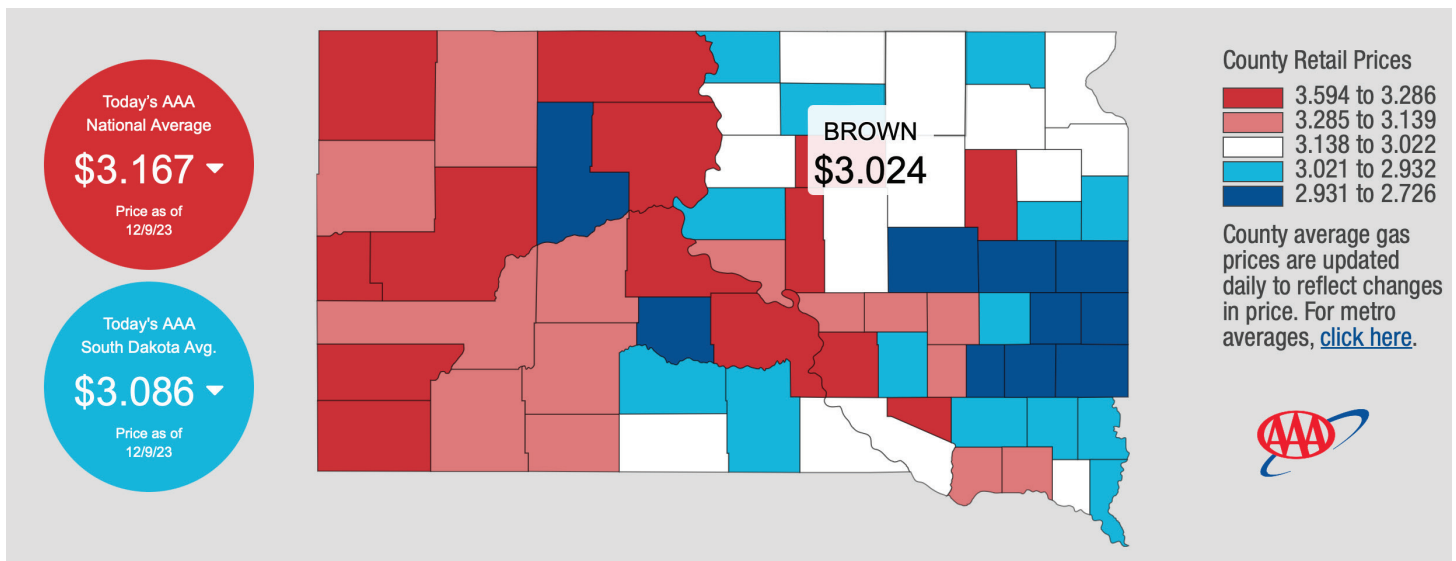 Today's AAA
National Average
$3.167
Price as of
12/9/23
Today's AAA
South Dakota Avg.
$3.086
Price as of
12/9/23
BROWN
$3.024
County Retail Prices
3.594 to 3.286
3.285 to 3.139
3.138 to 3.022
3.021 to 2.932
2.931 to 2.726
County average gas
prices are updated
daily to reflect changes
in price. For metro
averages, click here.
AAA